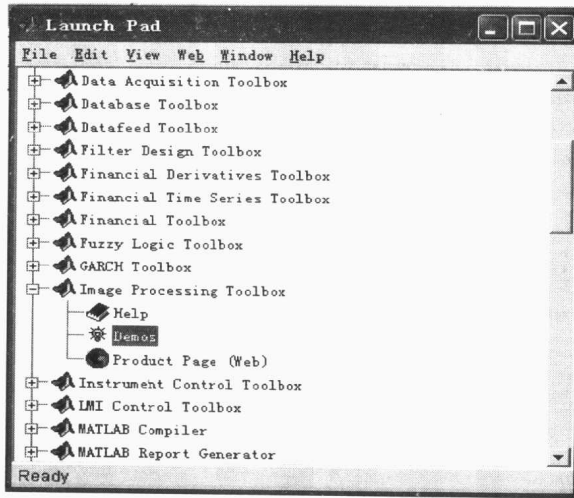 Launch Pad
File Edit View Web Window Help
Data Acquisition Toolbox
Database Toolbox
Datafeed Toolbox
Filter Design Toolbox
Financial Derivatives Toolbox
Financial Time Series Toolbox
Financial Toolbox
Fuzzy Logic Toolbox
GARCH Toolbox
Image Processing Toolbox
Help
Demos
Product Page (Web)
Instrument Control Toolbox
LMI Control Toolbox
MATLAB Compiler
MATLAB Report Generator
Ready